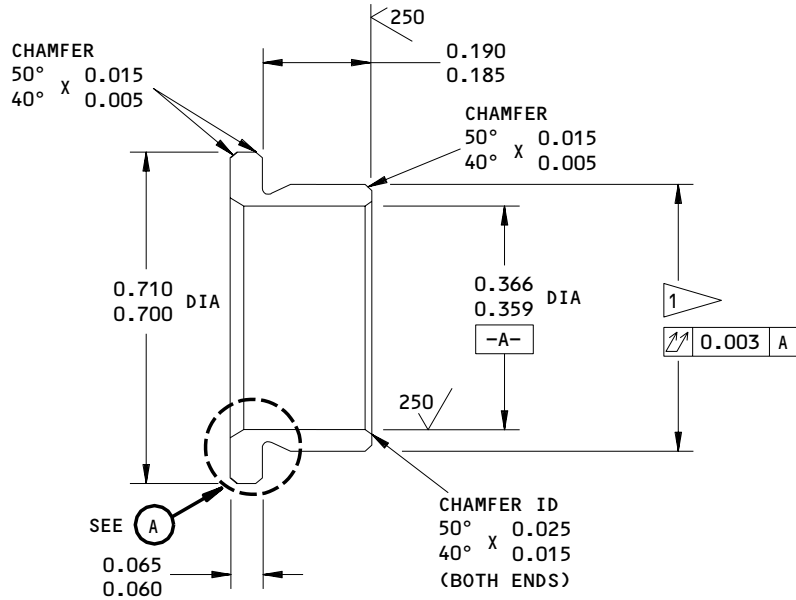 250
0.190
0.185
CHAMFER
50° X 0.015
40° 0.005
CHAMFER
50° X 0.015
40° 0.005
0.710 DIA
0.700
0.366 DIA
0.359
-A-
1
0.003 A
250
SEE A
CHAMFER ID
50° X 0.025
40° 0.015
(BOTH ENDS)
0.065
0.060